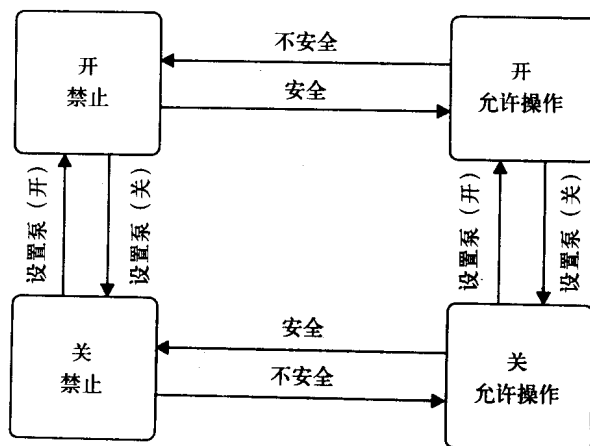 不安全
开
禁止
安全
开
允许操作
设置泵（开）
设置泵（关）
设置泵（开）
设置泵（关）
安全
关
禁止
不安全
关
允许操作